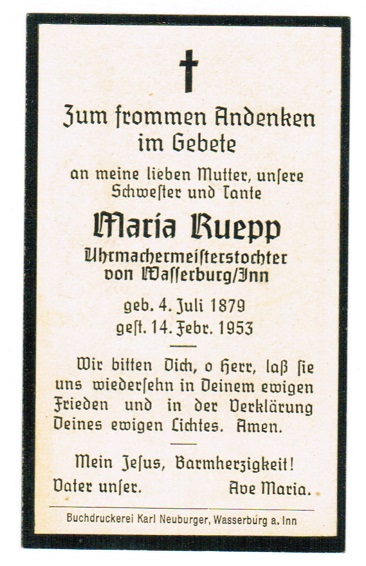 Zum frommen Andenken
im Gebete
an meine lieben Mutter, unsere
Schwester und Tante
Maria Ruepp
Uhrmachermeisterstochter
von Wasserburg/Inn
geb. 4. Juli 1879
gest. 14. Febr. 1953
Wir bitten Dich, o Herr, laß sie
uns wiedersehn in Deinem ewigen
Frieden und in der Verklärung
Deines ewigen Lichtes. Amen.
Mein Jesus, Barmherzigkeit!
Vater unser. Ave Maria.
Buchdruckerei Karl Neuburger, Wasserburg a. Inn